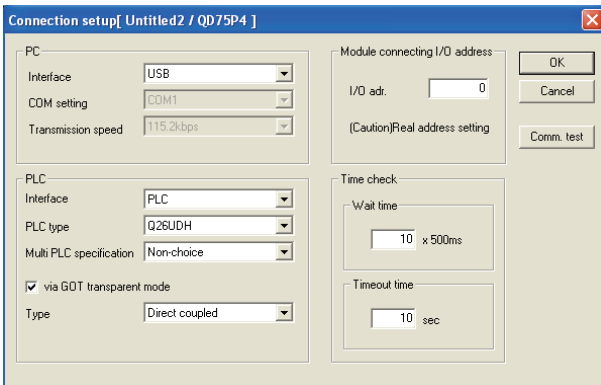 Connection setup[ Untitled2 / QD75P4 ]
PC
Interface USB
COM setting COM1
Transmission speed 115.2kbps
Module connecting I/O address
I/O adr. 0
(Caution)Real address setting
OK
Cancel
Comm. test
PLC
Interface PLC
PLC type Q26UDH
Multi PLC specification Non-choice
via GOT transparent mode
Type Direct coupled
Time check
Wait time
10 x 500ms
Timeout time
10 sec